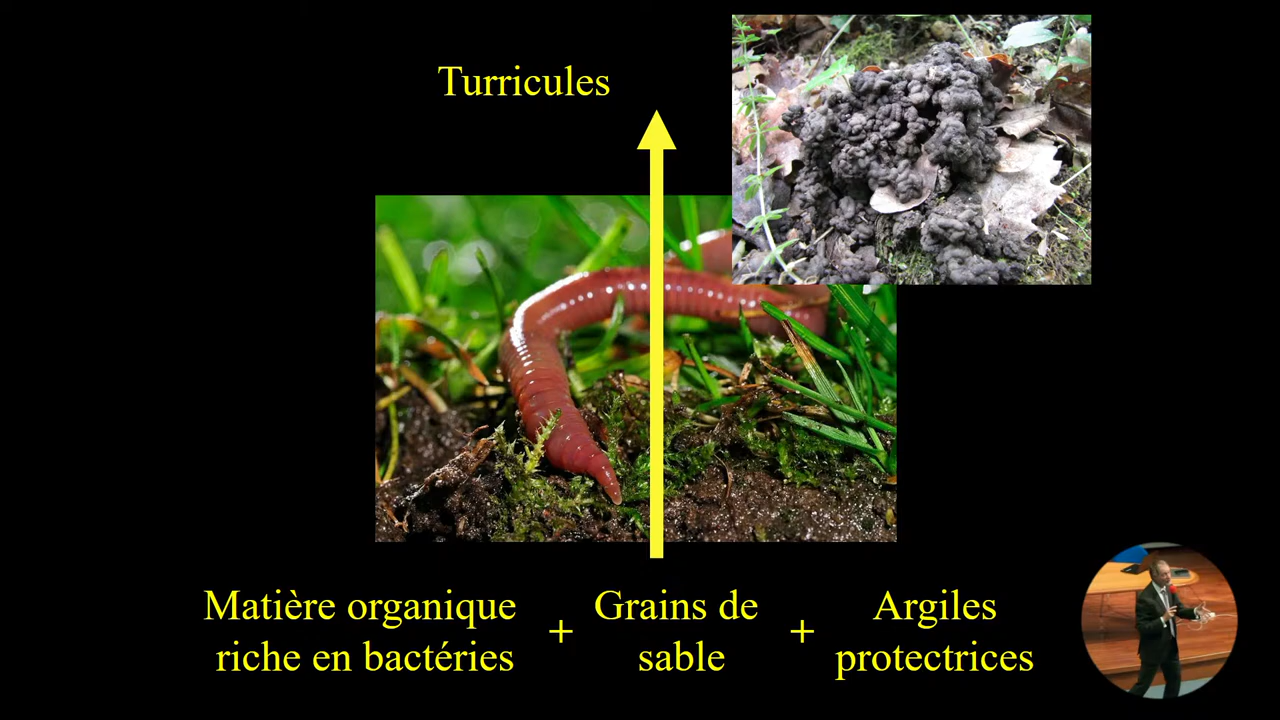 Turricules
Matière organique
riche en bactéries
+
Grains de
sable
+
Argiles
protectrices